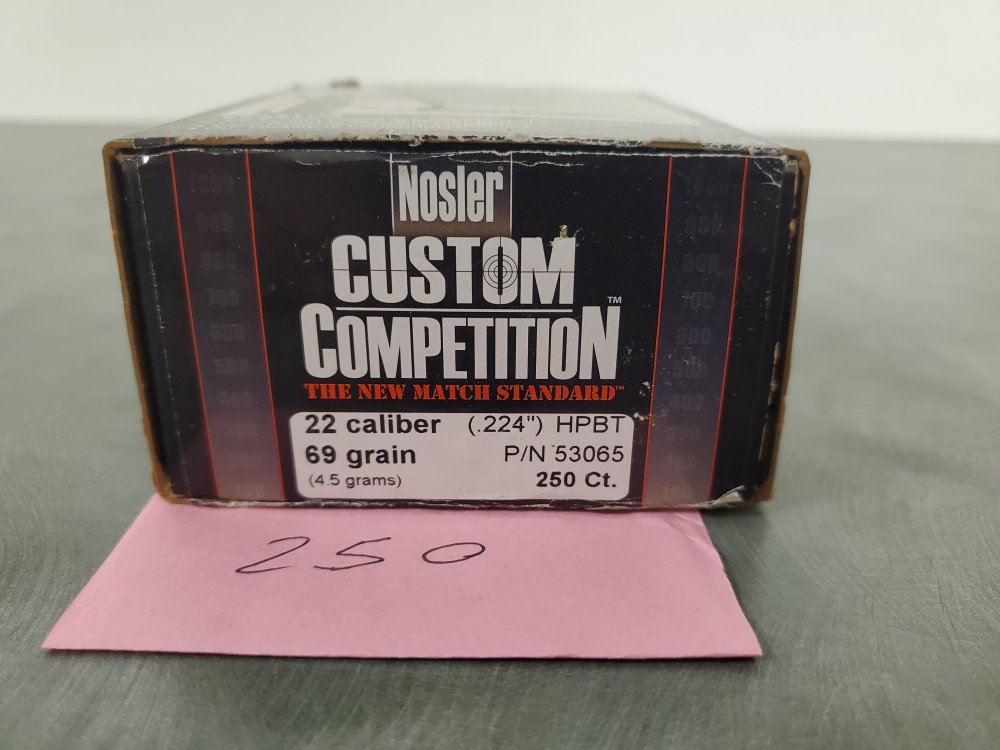 Nosler®
CUSTOM
COMPETITION™
THE NEW MATCH STANDARD™
22 caliber (.224") HPBT
69 grain P/N 53065
(4.5 grams) 250 Ct.
250